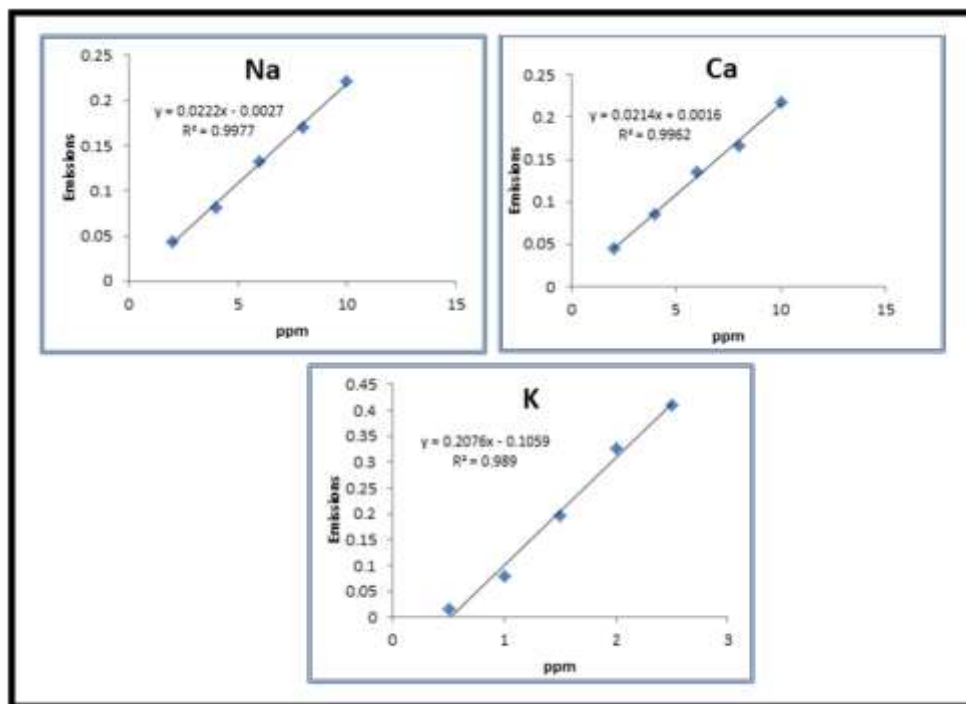 Na
y = 0.0222x - 0.0027
R² = 0.9977
0.25
0.2
0.15
0.1
0.05
0
0 5 10 15
Emissions
ppm
Ca
y = 0.0214x + 0.0016
R² = 0.9962
0.25
0.2
0.15
0.1
0.05
0
0 5 10 15
Emissions
ppm
K
y = 0.2076x - 0.1059
R² = 0.989
0.45
0.4
0.35
0.3
0.25
0.2
0.15
0.1
0.05
0
0 1 2 3
Emissions
ppm